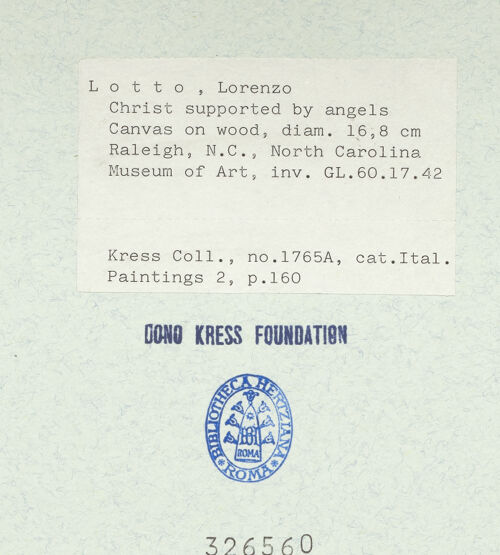 L o t t o , Lorenzo
Christ supported by angels
Canvas on wood, diam. 16,8 cm
Raleigh, N.C., North Carolina
Museum of Art, inv. GL.60.17.42
Kress Coll., no.1765A, cat.Ital.
Paintings 2, p.160
DONO KRESS FOUNDATION
BIBLIOTHECA HERTZIANA
ROMA
* ROMA *
326560